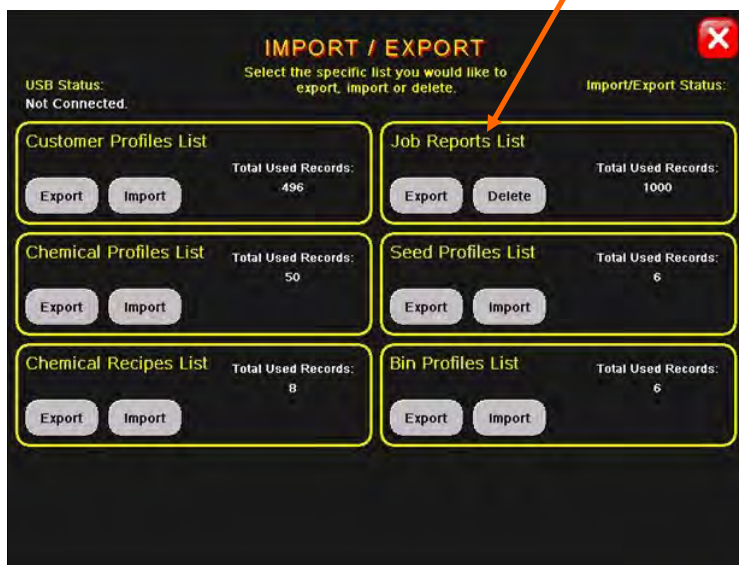 IMPORT / EXPORT
Select the specific list you would like to
export, import or delete.
USB Status:
Not Connected.
Import/Export Status:
Customer Profiles List
Total Used Records:
496
Export Import
Job Reports List
Total Used Records:
1000
Export Delete
Chemical Profiles List
Total Used Records:
50
Export Import
Seed Profiles List
Total Used Records:
6
Export Import
Chemical Recipes List
Total Used Records:
8
Export Import
Bin Profiles List
Total Used Records:
6
Export Import